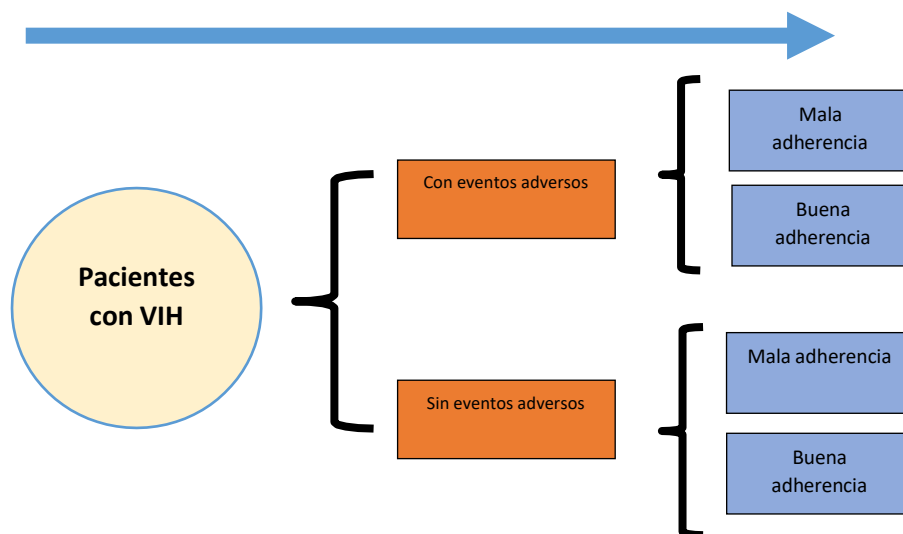 Pacientes
con VIH
Con eventos adversos
Mala
adherencia
Buena
adherencia
Sin eventos adversos
Mala adherencia
Buena
adherencia